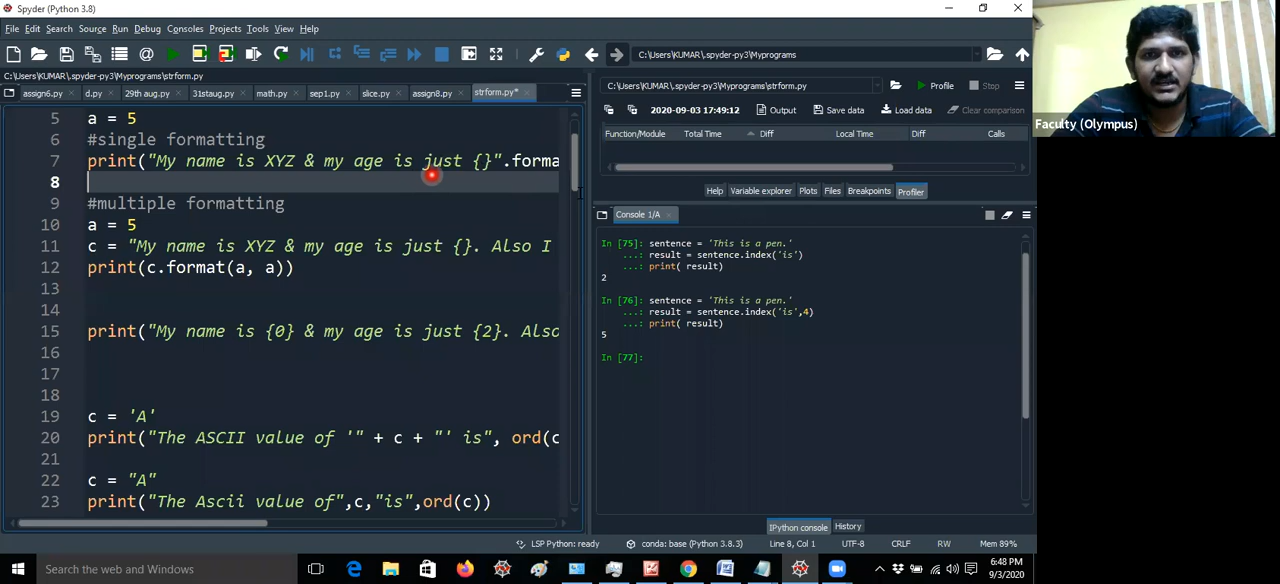 Spyder (Python 3.8)
File Edit Search Source Run Debug Consoles Projects Tools View Help
C:\Users\KUMAR\.spyder-py3\Myprograms
C:\Users\KUMAR\.spyder-py3\Myprograms\strform.py
assign6.py d.py 29th aug.py 31staug.py math.py sep1.py slice.py assign8.py strform.py*
5 a = 5
6 #single formatting
7 print("My name is XYZ & my age is just {}".forma
8
9 #multiple formatting
10 a = 5
11 c = "My name is XYZ & my age is just {}. Also I
12 print(c.format(a, a))
13
14
15 print("My name is {0} & my age is just {2}. Also
16
17
18
19 c = 'A'
20 print("The ASCII value of '" + c + "' is", ord(c
21
22 c = "A"
23 print("The Ascii value of",c,"is",ord(c))
C:\Users\KUMAR\.spyder-py3\Myprograms\strform.py Profile Stop
2020-09-03 17:49:12 Output Save data Load data Clear comparison
Function/Module Total Time Diff Local Time Diff Calls
Help Variable explorer Plots Files Breakpoints Profiler
Console 1/A
In [75]: sentence = 'This is a pen.'
...: result = sentence.index('is')
...: print( result)
2
In [76]: sentence = 'This is a pen.'
...: result = sentence.index('is',4)
...: print( result)
5
In [77]:
IPython console History
LSP Python: ready conda: base (Python 3.8.3) Line 8, Col 1 UTF-8 CRLF RW Mem 89%
Search the web and Windows
6:48 PM
9/3/2020
Faculty (Olympus)